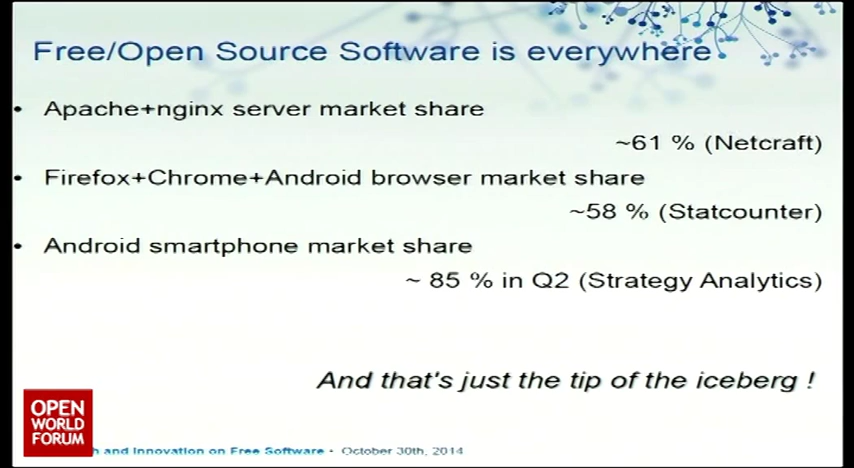 Free/Open Source Software is everywhere
• Apache+nginx server market share
~61 % (Netcraft)
• Firefox+Chrome+Android browser market share
~58 % (Statcounter)
• Android smartphone market share
~ 85 % in Q2 (Strategy Analytics)
And that's just the tip of the iceberg !
OPEN
WORLD
FORUM
and Innovation on Free Software • October 30th, 2014